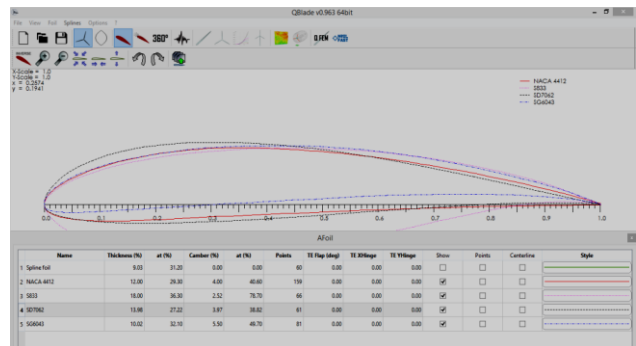 QBlade v0.963 64bit
File View Foil Splines Options ?
360° Q.FEM
X-Scale = 1.0
Y-Scale = 1.0
x = 0.2574
y = 0.1941
NACA 4412
S833
SD7062
SG6043
0.0 0.1 0.2 0.3 0.5 0.6 0.7 0.8 0.9 1.0
AFoil
Name Thickness (%) at (%) Camber (%) at (%) Points TE Flap (deg) TE XHinge TE YHinge Show Points Centerline Style
1 Spline foil 9.03 31.20 0.00 0.00 60 0.00 0.00 0.00
2 NACA 4412 12.00 29.30 4.00 40.60 159 0.00 0.00 0.00
3 S833 18.00 36.30 2.52 78.70 66 0.00 0.00 0.00
4 SD7062 13.98 27.22 3.97 38.82 61 0.00 0.00 0.00
5 SG6043 10.02 32.10 5.50 49.70 81 0.00 0.00 0.00